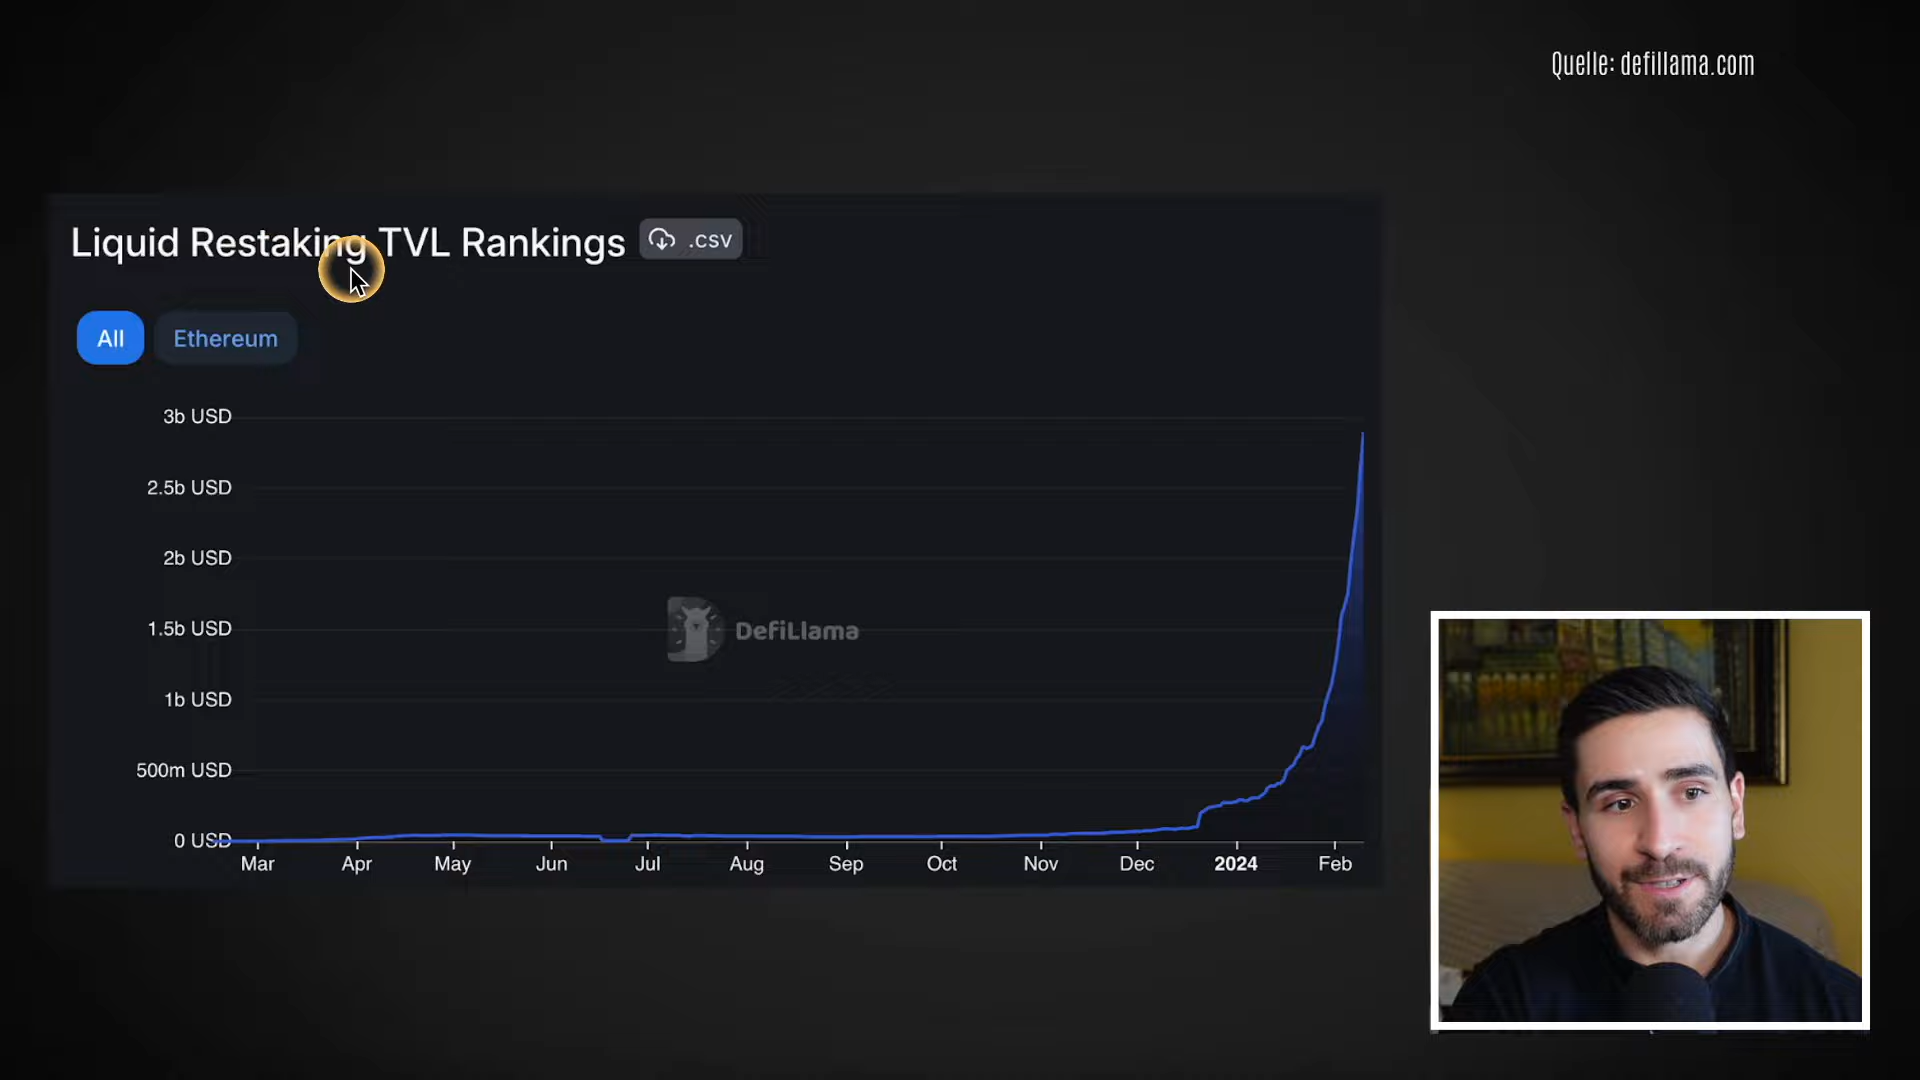 Quelle: defillama.com
Liquid Restaking TVL Rankings
.csv
All
Ethereum
3b USD
2.5b USD
2b USD
1.5b USD
1b USD
500m USD
0 USD
DefiLlama
Mar Apr May Jun Jul Aug Sep Oct Nov Dec 2024 Feb